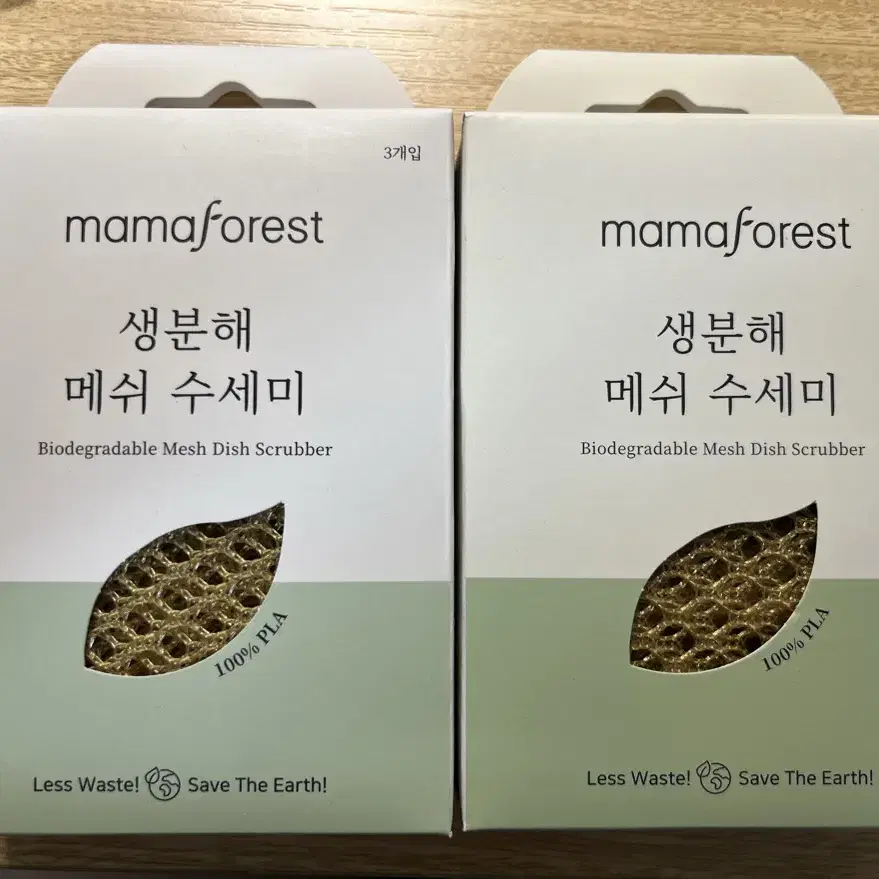 3개입
mamaforest
생분해
메쉬 수세미
Biodegradable Mesh Dish Scrubber
100% PLA
Less Waste! Save The Earth!
mamaforest
생분해
메쉬 수세미
Biodegradable Mesh Dish Scrubber
100% PLA
Less Waste! Save The Earth!